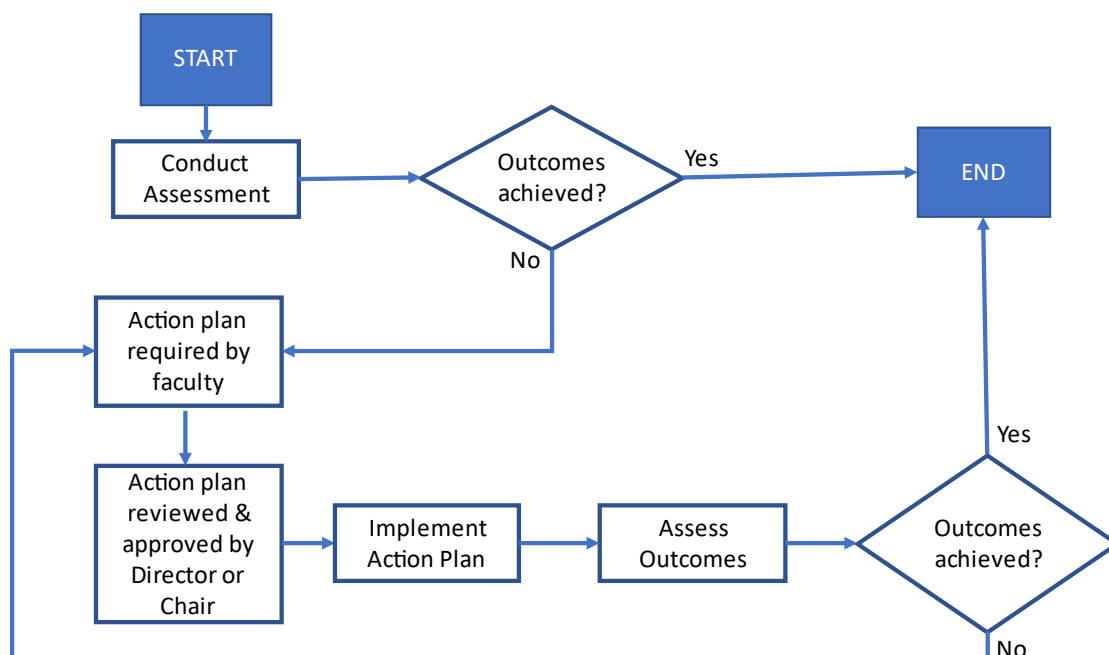 START
Conduct
Assessment
Outcomes
achieved?
Yes
END
No
Action plan
required by
faculty
Action plan
reviewed &
approved by
Director or
Chair
Implement
Action Plan
Assess
Outcomes
Yes
Outcomes
achieved?
No